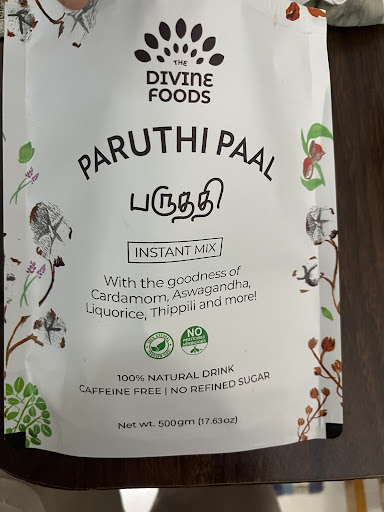 THE
DIVINE
FOODS
PARUTHI PAAL
பருத்தி
INSTANT MIX
With the goodness of
Cardamom, Aswagandha,
Liquorice, Thippili and more!
NO
100% NATURAL DRINK
CAFFEINE FREE | NO REFINED SUGAR
Net wt. 500gm (17.63oz)